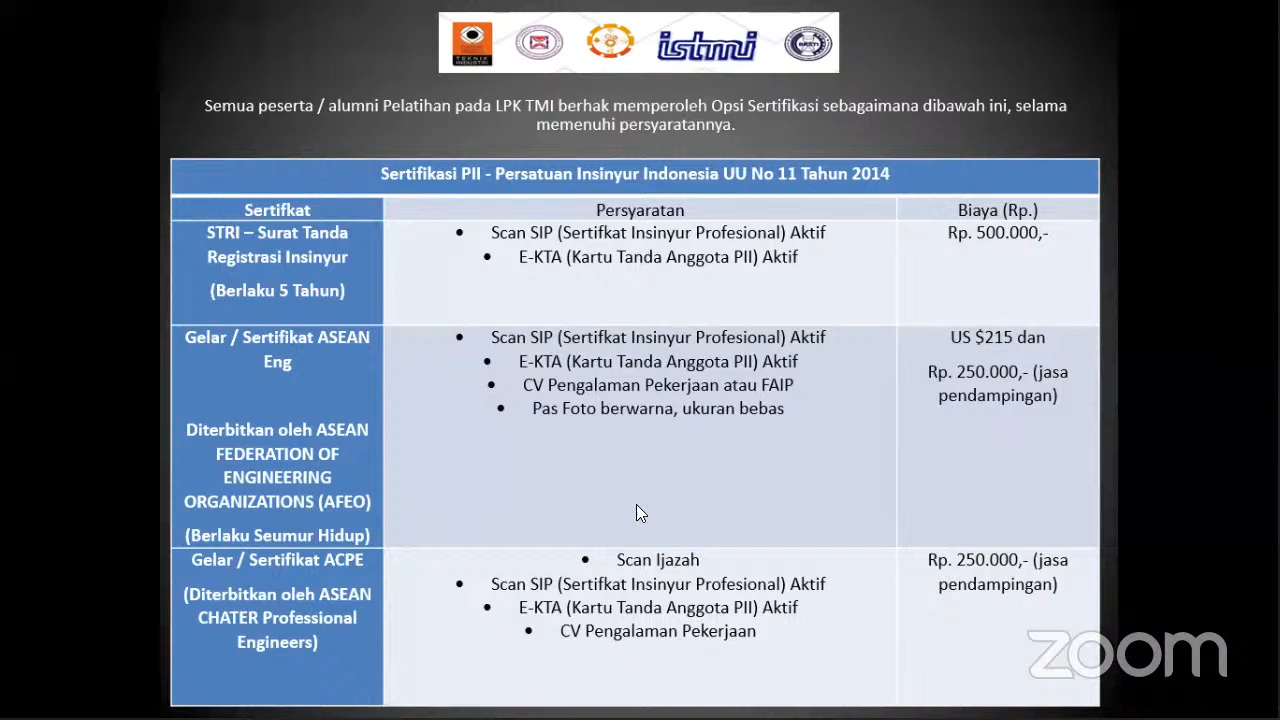 TEKNIK
INDUSTRI
istmi
BKSTI
Semua peserta / alumni Pelatihan pada LPK TMI berhak memperoleh Opsi Sertifikasi sebagaimana dibawah ini, selama
memenuhi persyaratannya.
Sertifikasi PII - Persatuan Insinyur Indonesia UU No 11 Tahun 2014
Sertifkat
Persyaratan
Biaya (Rp.)
STRI – Surat Tanda
Registrasi Insinyur
(Berlaku 5 Tahun)
• Scan SIP (Sertifkat Insinyur Profesional) Aktif
• E-KTA (Kartu Tanda Anggota PII) Aktif
Rp. 500.000,-
Gelar / Sertifikat ASEAN
Eng
Diterbitkan oleh ASEAN
FEDERATION OF
ENGINEERING
ORGANIZATIONS (AFEO)
(Berlaku Seumur Hidup)
• Scan SIP (Sertifkat Insinyur Profesional) Aktif
• E-KTA (Kartu Tanda Anggota PII) Aktif
• CV Pengalaman Pekerjaan atau FAIP
• Pas Foto berwarna, ukuran bebas
US $215 dan
Rp. 250.000,- (jasa
pendampingan)
Gelar / Sertifikat ACPE
(Diterbitkan oleh ASEAN
CHATER Professional
Engineers)
• Scan Ijazah
• Scan SIP (Sertifkat Insinyur Profesional) Aktif
• E-KTA (Kartu Tanda Anggota PII) Aktif
• CV Pengalaman Pekerjaan
Rp. 250.000,- (jasa
pendampingan)
zoom